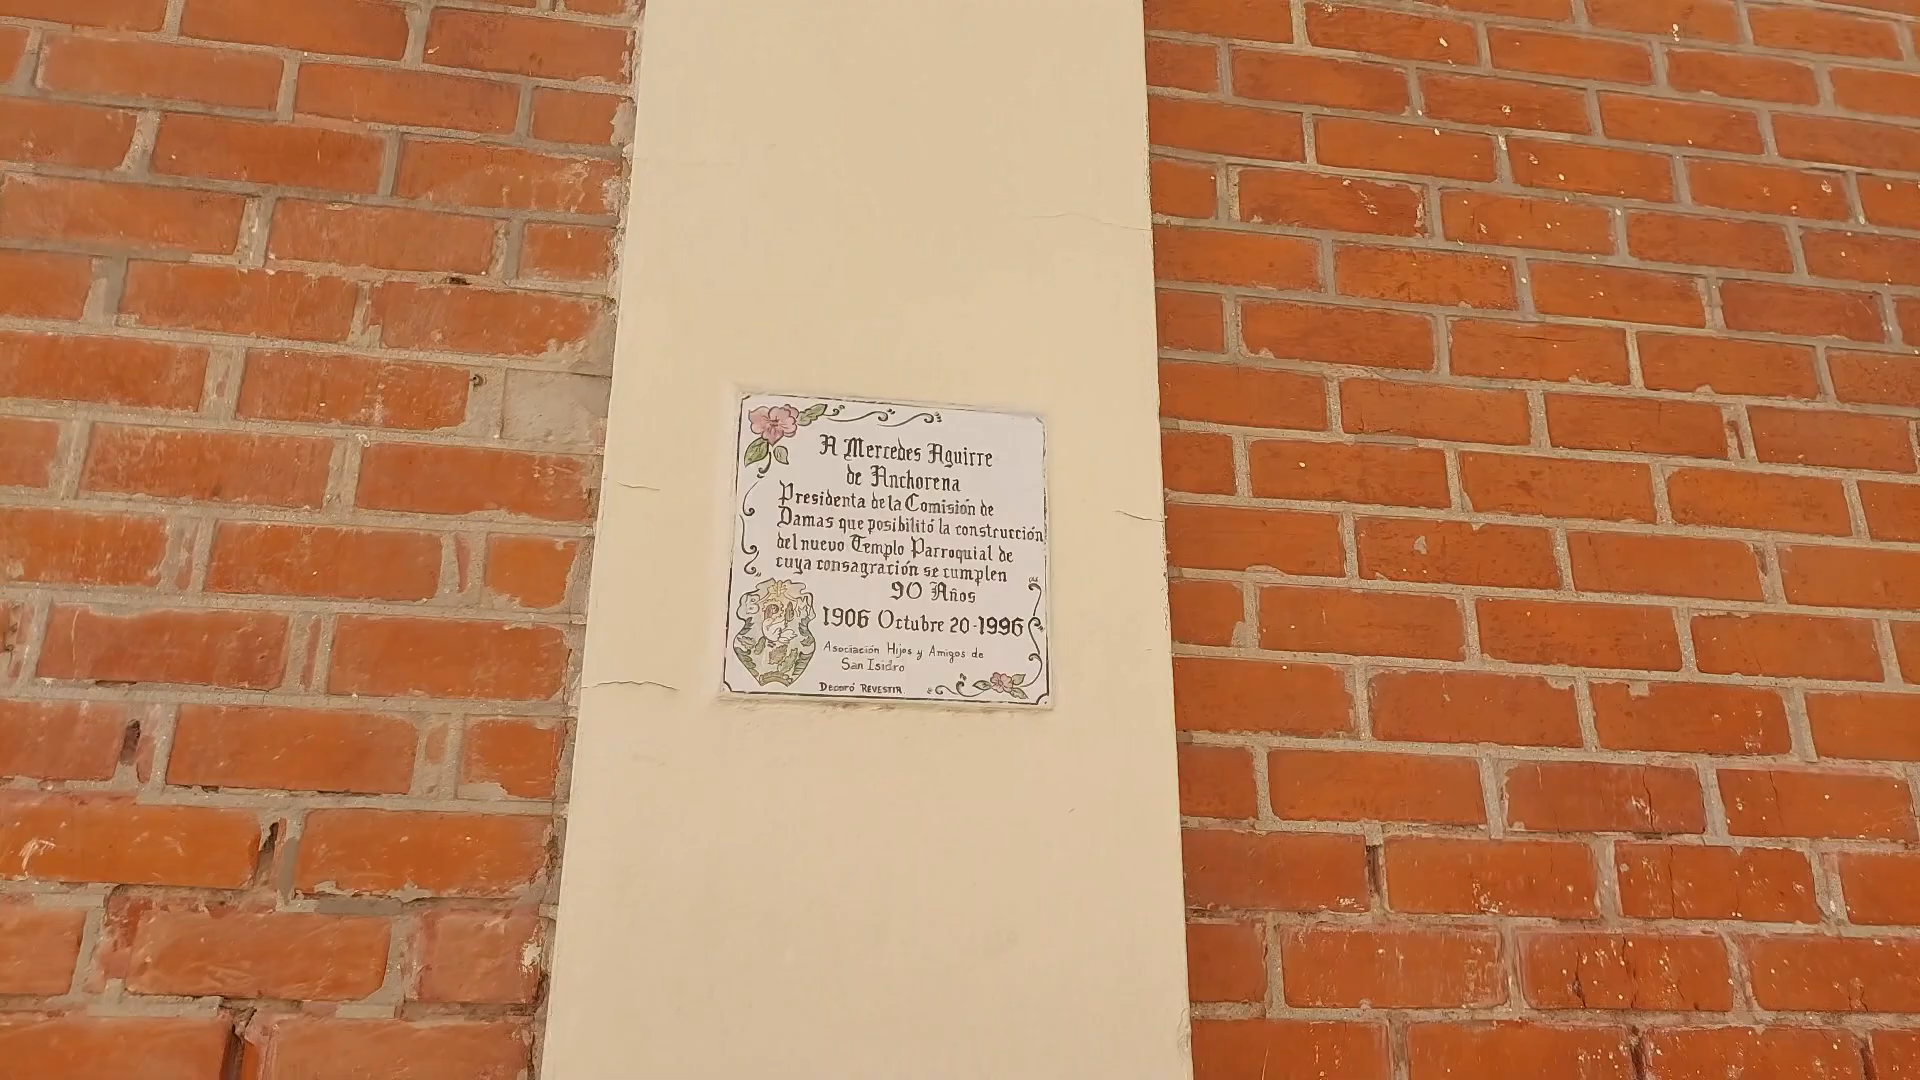 A Mercedes Aguirre
de Anchorena
Presidenta de la Comisión de
Damas que posibilitó la construcción
del nuevo Templo Parroquial de
cuya consagración se cumplen
90 Años
1906 Octubre 20-1996
Asociación Hijos y Amigos de
San Isidro
Decoró REVESTIR